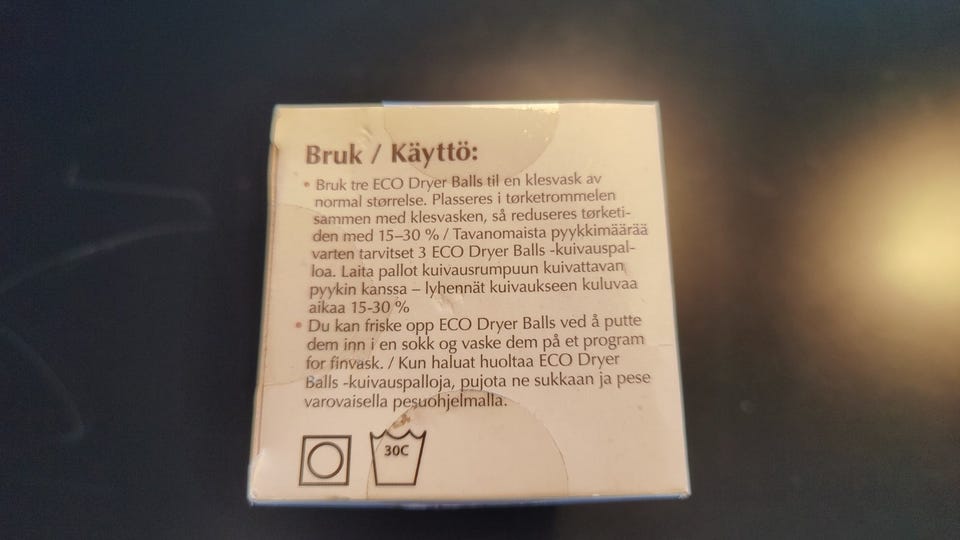 Bruk / Käyttö:
• Bruk tre ECO Dryer Balls til en klesvask av
normal størrelse. Plasseres i tørketrommelen
sammen med klesvasken, så reduseres tørketi-
den med 15–30 % / Tavanomaista pyykkimäärää
varten tarvitset 3 ECO Dryer Balls -kuivauspal-
loa. Laita pallot kuivausrumpuun kuivattavan
pyykin kanssa – lyhennät kuivaukseen kuluvaa
aikaa 15-30 %
• Du kan friske opp ECO Dryer Balls ved å putte
dem inn i en sokk og vaske dem på et program
for finvask. / Kun haluat huoltaa ECO Dryer
Balls -kuivauspalloja, pujota ne sukkaan ja pese
varovaisella pesuohjelmalla.
30C